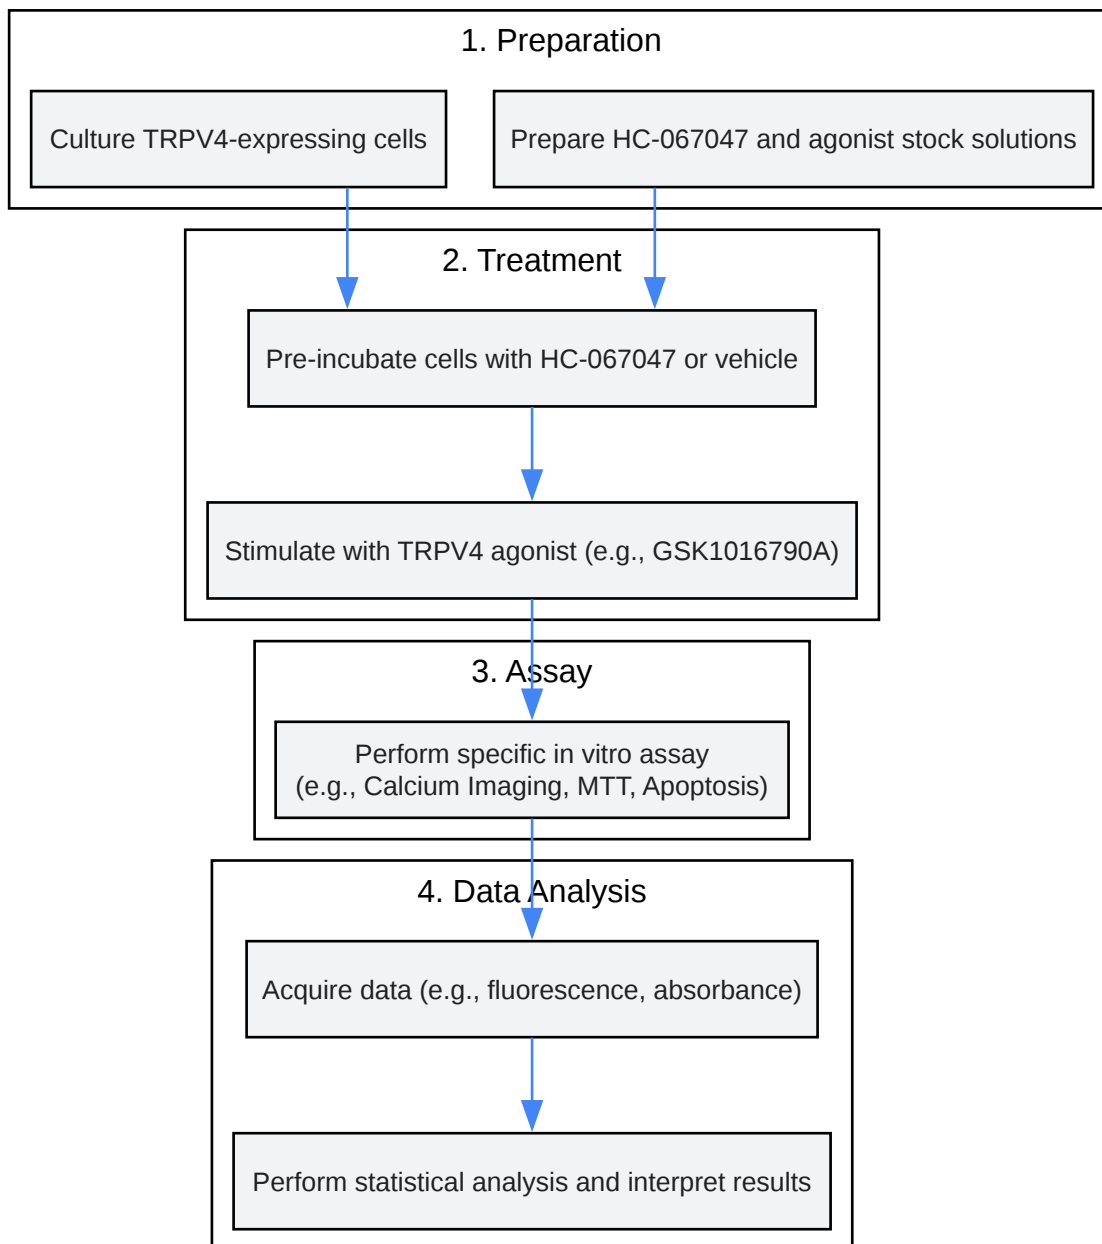 1. Preparation
Culture TRPV4-expressing cells
Prepare HC-067047 and agonist stock solutions
2. Treatment
Pre-incubate cells with HC-067047 or vehicle
Stimulate with TRPV4 agonist (e.g., GSK1016790A)
3. Assay
Perform specific in vitro assay
(e.g., Calcium Imaging, MTT, Apoptosis)
4. Data Analysis
Acquire data (e.g., fluorescence, absorbance)
Perform statistical analysis and interpret results